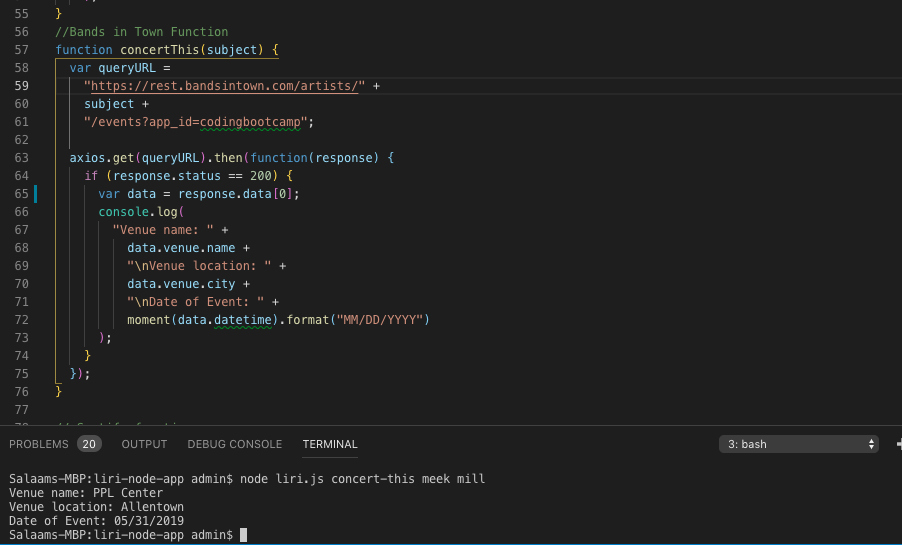 55 }
56 //Bands in Town Function
57 function concertThis(subject) {
58 var queryURL =
59 "https://rest.bandsintown.com/artists/" +
60 subject +
61 "/events?app_id=codingbootcamp";
62
63 axios.get(queryURL).then(function(response) {
64 if (response.status == 200) {
65 var data = response.data[0];
66 console.log(
67 "Venue name: " +
68 data.venue.name +
69 "\nVenue location: " +
70 data.venue.city +
71 "\nDate of Event: " +
72 moment(data.datetime).format("MM/DD/YYYY")
73 );
74 }
75 });
76 }
77
PROBLEMS 20 OUTPUT DEBUG CONSOLE TERMINAL 3: bash
Salaams-MBP:liri-node-app admin$ node liri.js concert-this meek mill
Venue name: PPL Center
Venue location: Allentown
Date of Event: 05/31/2019
Salaams-MBP:liri-node-app admin$